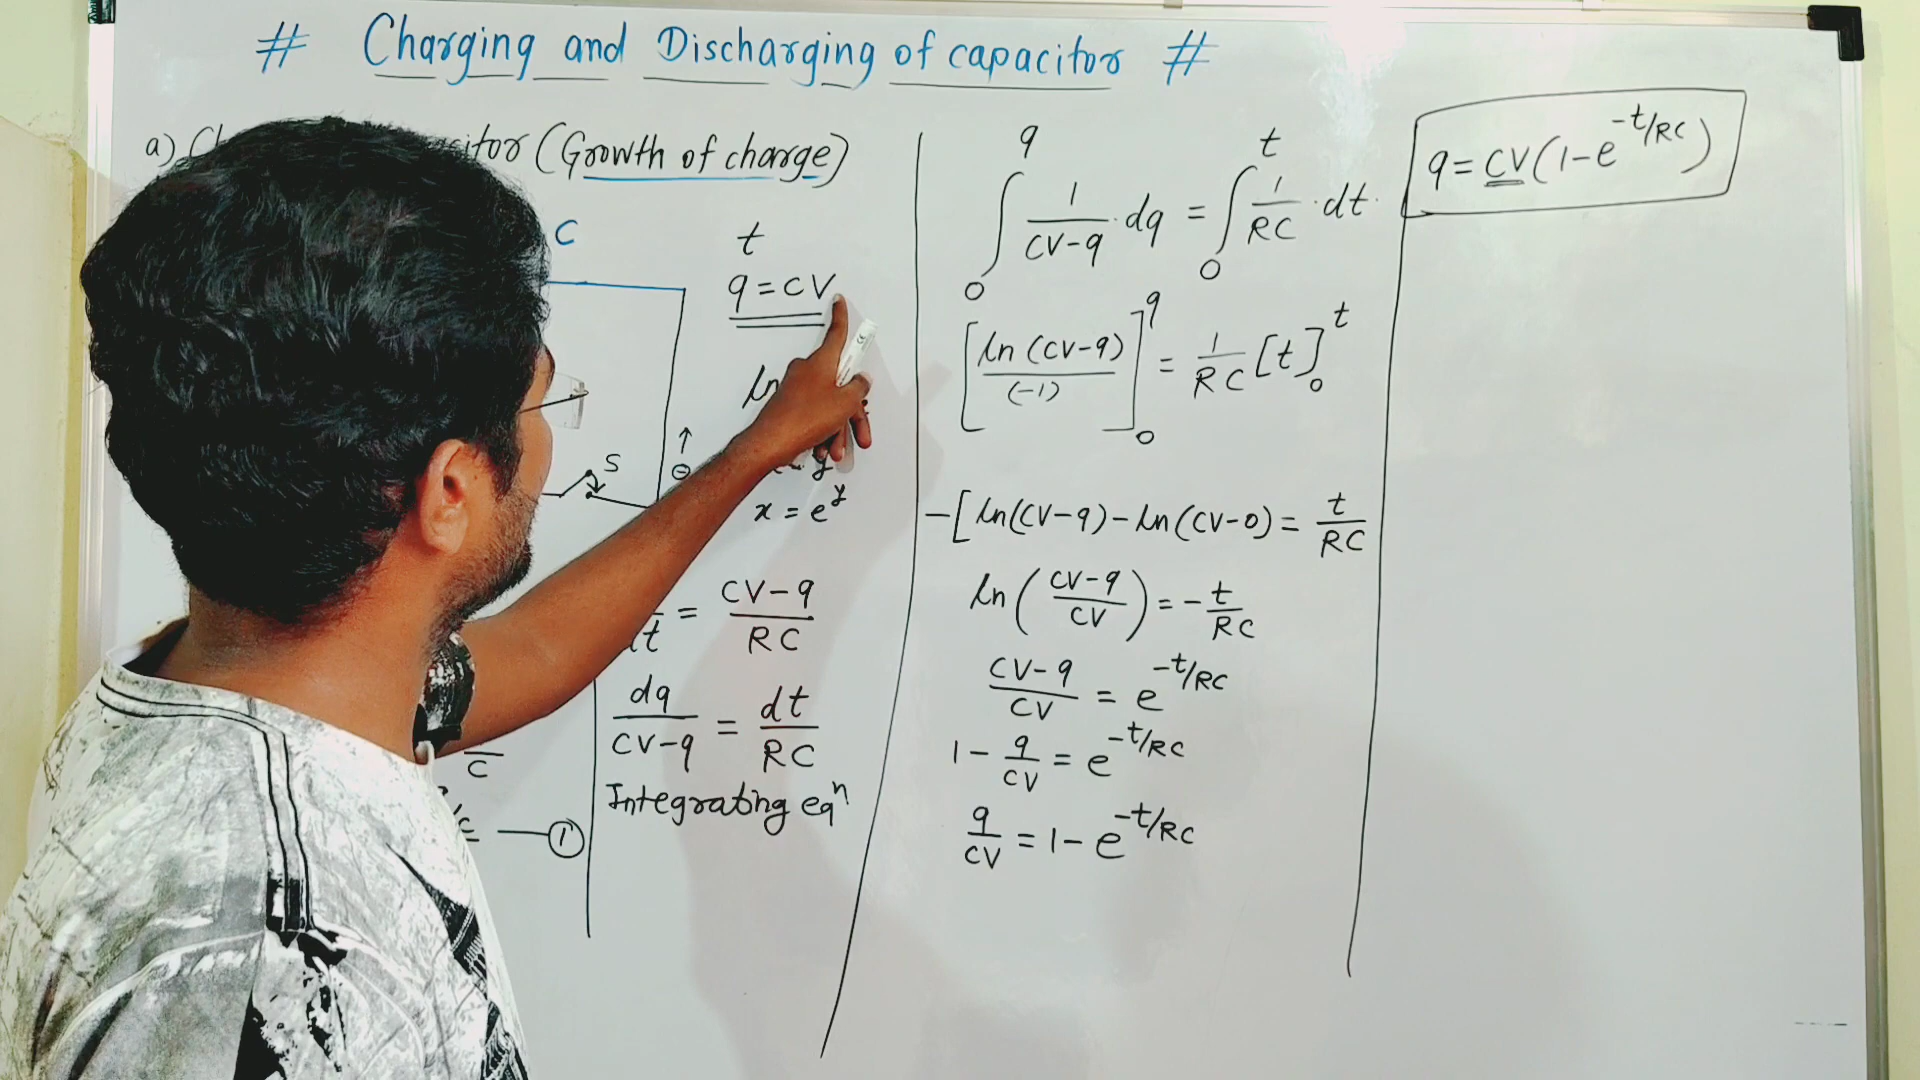 # Charging and Discharging of capacitor #
a) (Growth of charge)
C
t
q = CV
ln
S
x = e^y
= CV-q / RC
dq / CV-q = dt / RC
Integrating eqⁿ
C
1
∫₀^q 1/CV-q · dq = ∫₀^t 1/RC · dt
[ln (CV-q) / (-1)]₀^q = 1/RC [t]₀^t
-[ln(CV-q) - ln(CV-0) = t/RC
ln (CV-q / CV) = -t/RC
CV-q / CV = e^-t/RC
1 - q/CV = e^-t/RC
q/CV = 1 - e^-t/RC
q = CV(1-e^-t/RC)